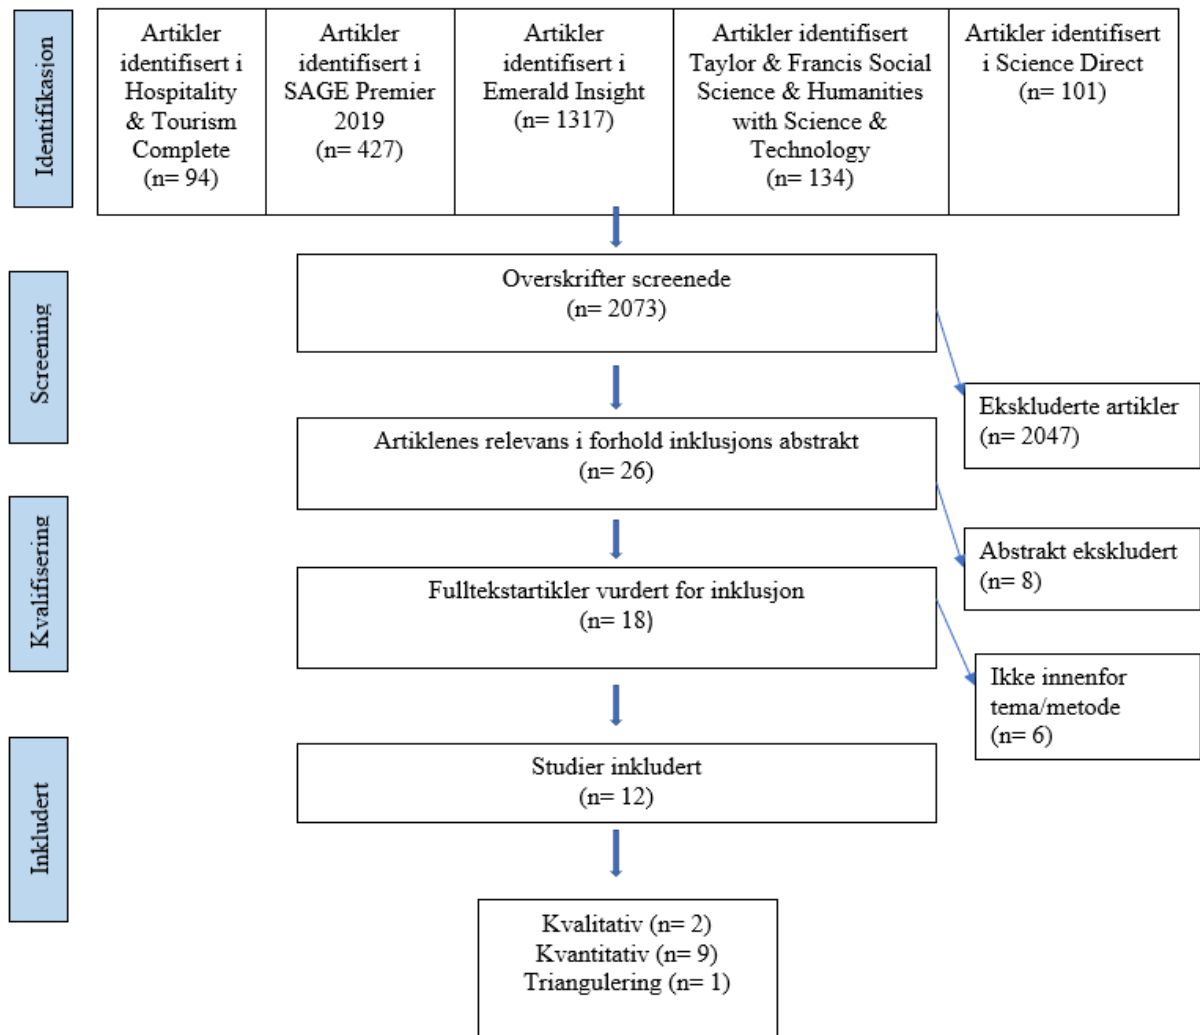 Identifikasjon
Artikler
identifisert i
Hospitality
& Tourism
Complete
(n= 94)
Artikler
identifisert i
SAGE Premier
2019
(n= 427)
Artikler
identifisert i
Emerald Insight
(n= 1317)
Artikler identifisert
Taylor & Francis Social
Science & Humanities
with Science &
Technology
(n= 134)
Artikler identifisert
i Science Direct
(n= 101)
Screening
Overskrifter screenede
(n= 2073)
Ekskluderte artikler
(n= 2047)
Artiklenes relevans i forhold inklusjons abstrakt
(n= 26)
Kvalifisering
Abstrakt ekskludert
(n= 8)
Fulltekstartikler vurdert for inklusjon
(n= 18)
Ikke innenfor
tema/metode
(n= 6)
Inkludert
Studier inkludert
(n= 12)
Kvalitativ (n= 2)
Kvantitativ (n= 9)
Triangulering (n= 1)